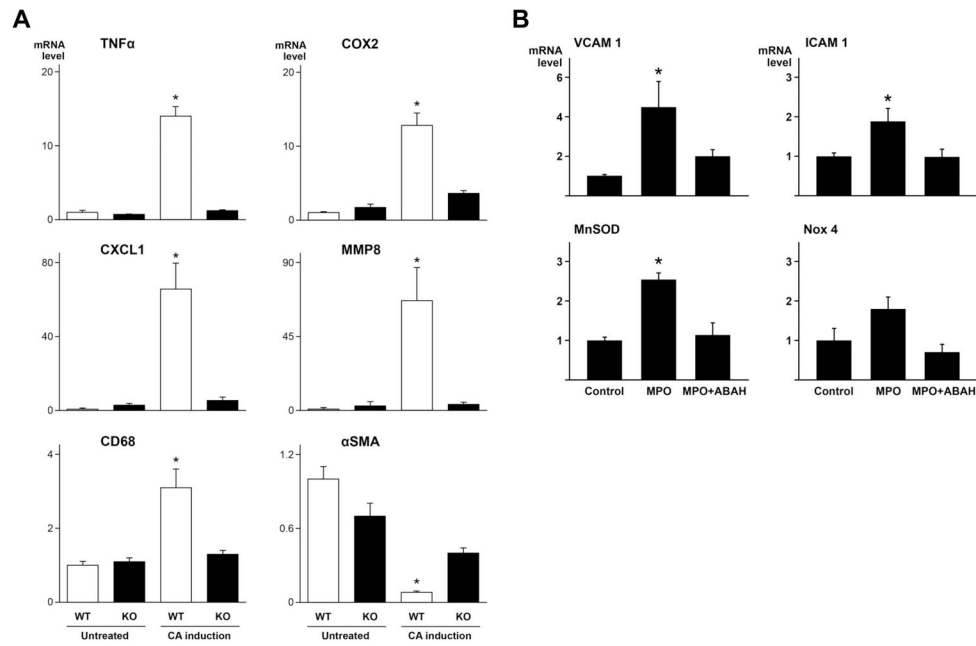 A
TNFα
mRNA
level
20
10
0
*
COX2
mRNA
level
20
10
0
*
CXCL1
80
40
0
*
MMP8
90
45
0
*
CD68
4
2
0
*
WT KO WT KO
Untreated CA induction
αSMA
1.2
0.6
0
*
WT KO WT KO
Untreated CA induction
B
VCAM 1
mRNA
level
6
4
2
*
ICAM 1
mRNA
level
3
2
1
*
MnSOD
3
2
1
*
Control MPO MPO+ABAH
Nox 4
3
2
1
Control MPO MPO+ABAH